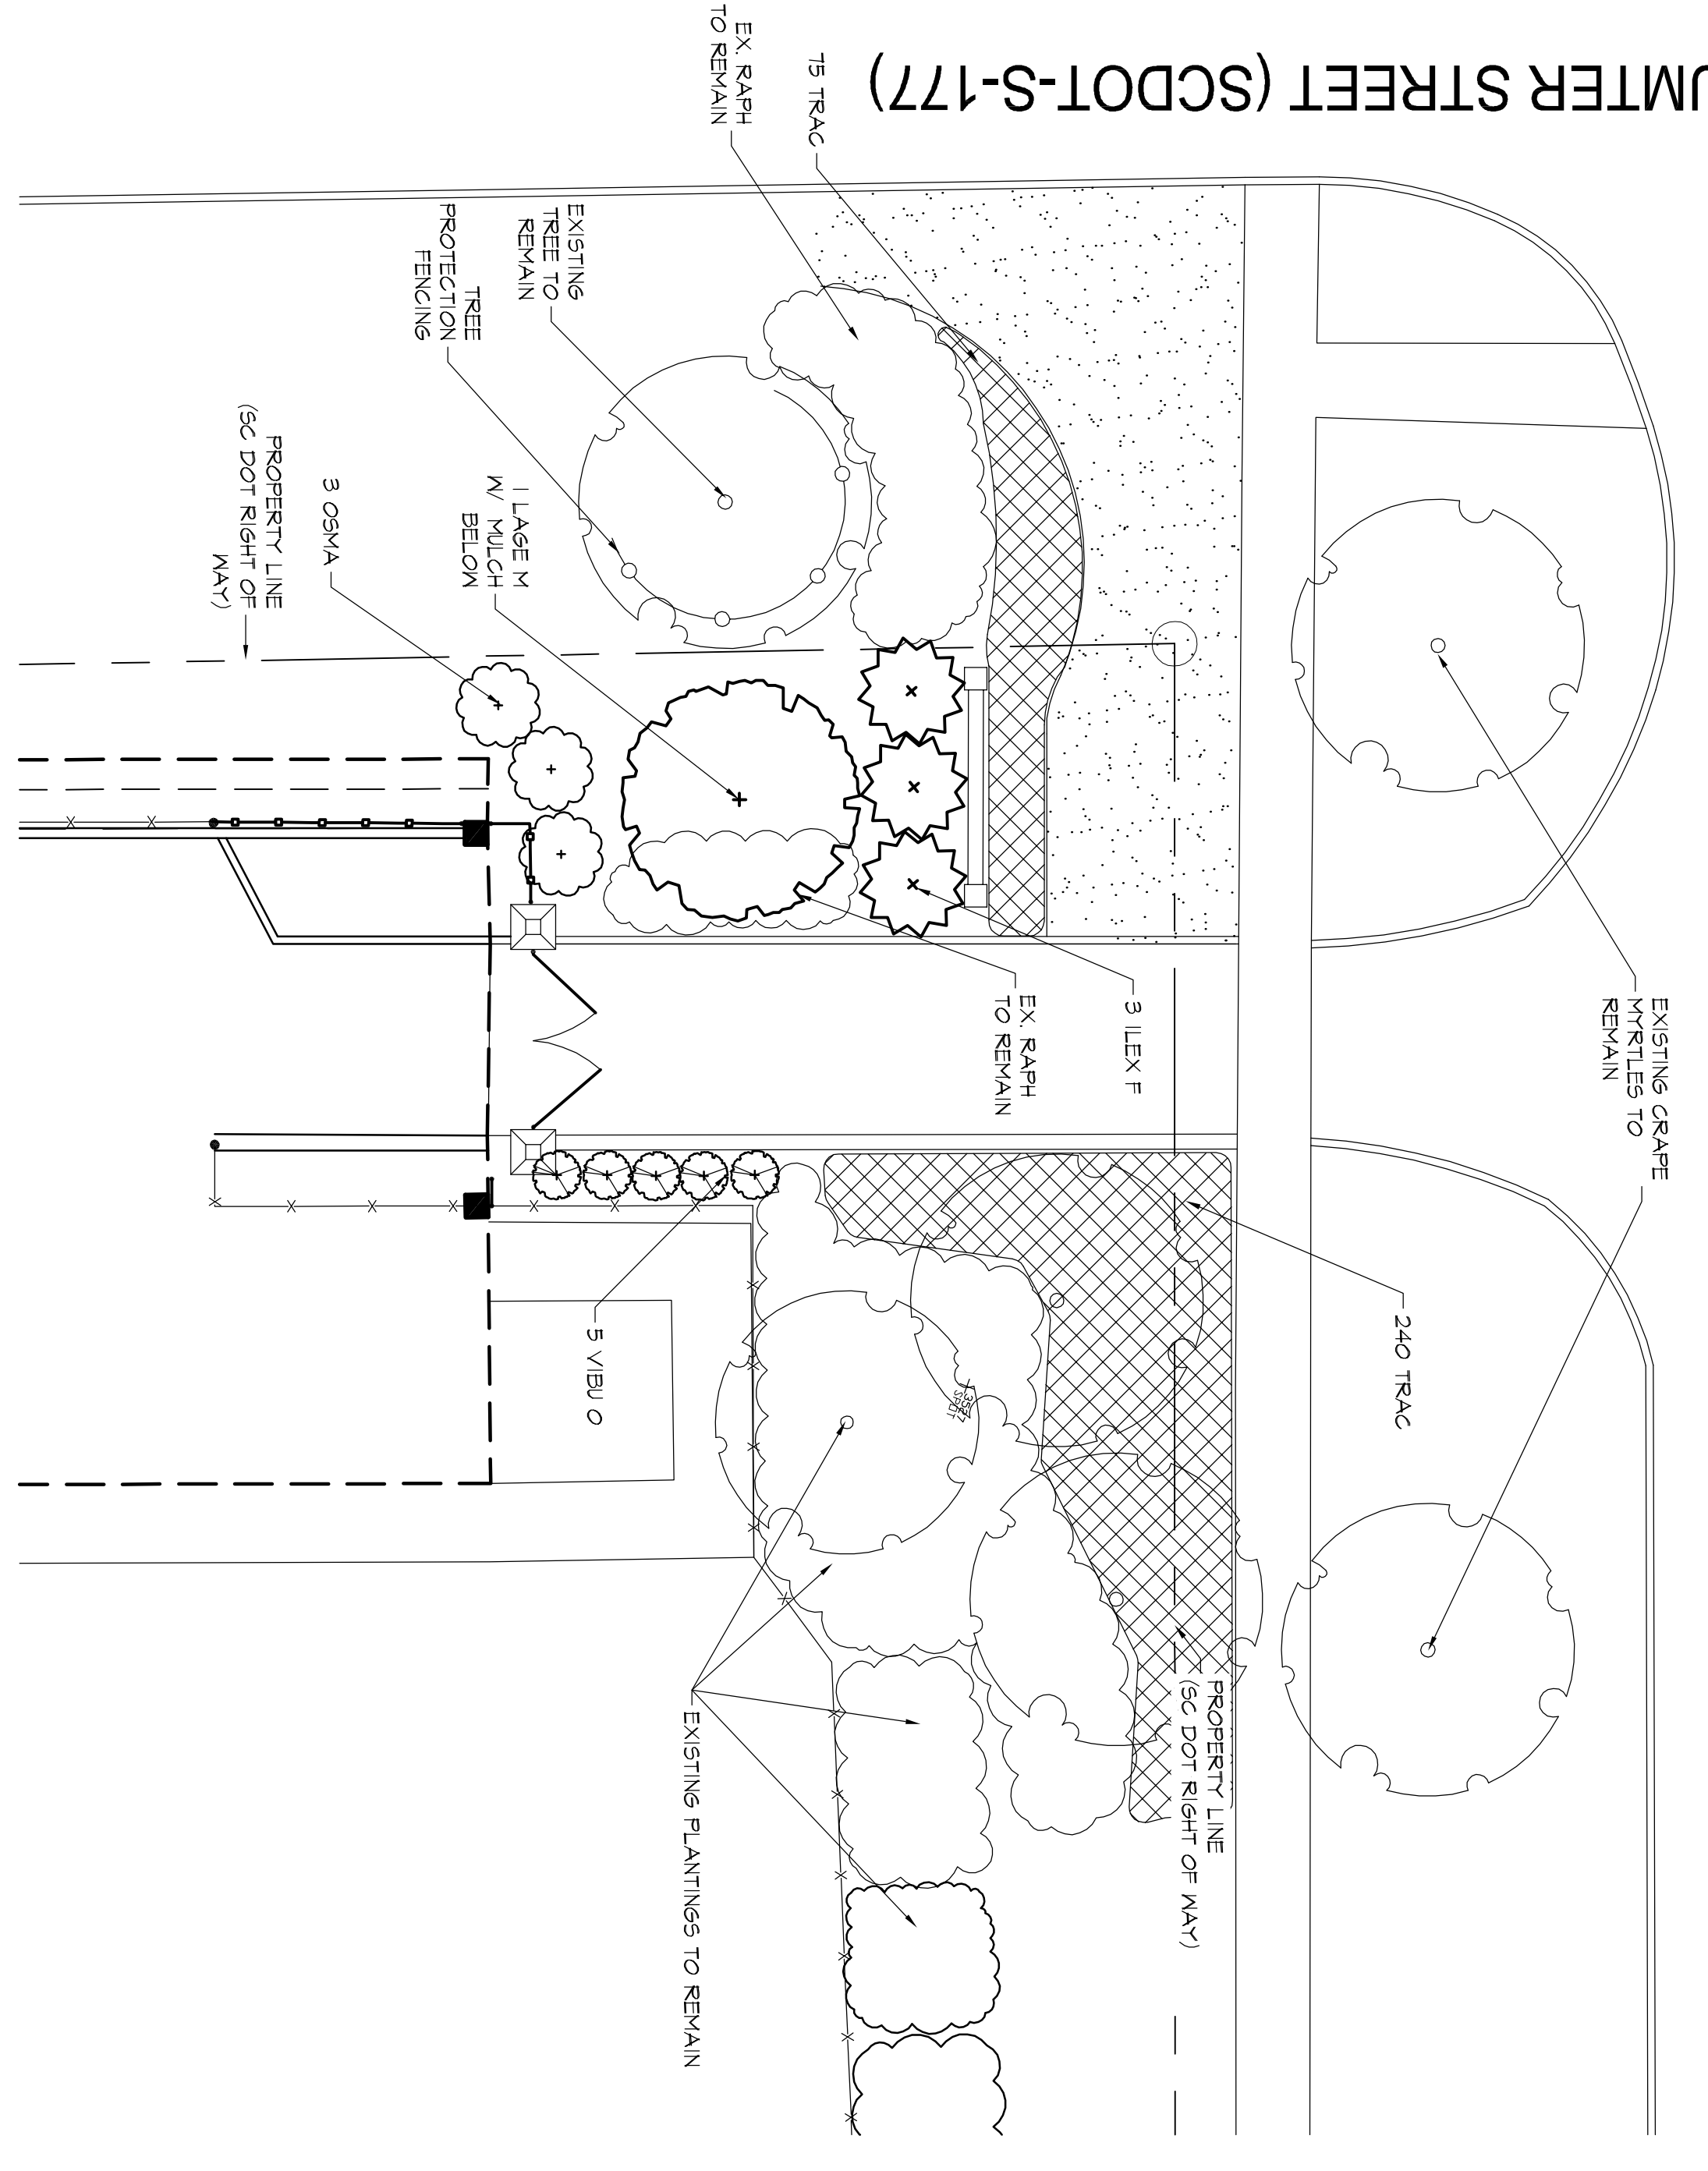 UMTER STREET (SCDOT-S-177)
EX. RAPH
TO REMAIN
75 TRAC
EXISTING
TREE TO
REMAIN
TREE
PROTECTION
FENCING
PROPERTY LINE
(SC DOT RIGHT OF
WAY)
3 OSMA
1 LAGE M
W/ MULCH
BELOW
EX. RAPH
TO REMAIN
3 ILEX F
EXISTING CRAPE
MYRTLES TO
REMAIN
5 VIBU O
240 TRAC
SPOT
PROPERTY LINE
(SC DOT RIGHT OF WAY)
EXISTING PLANTINGS TO REMAIN